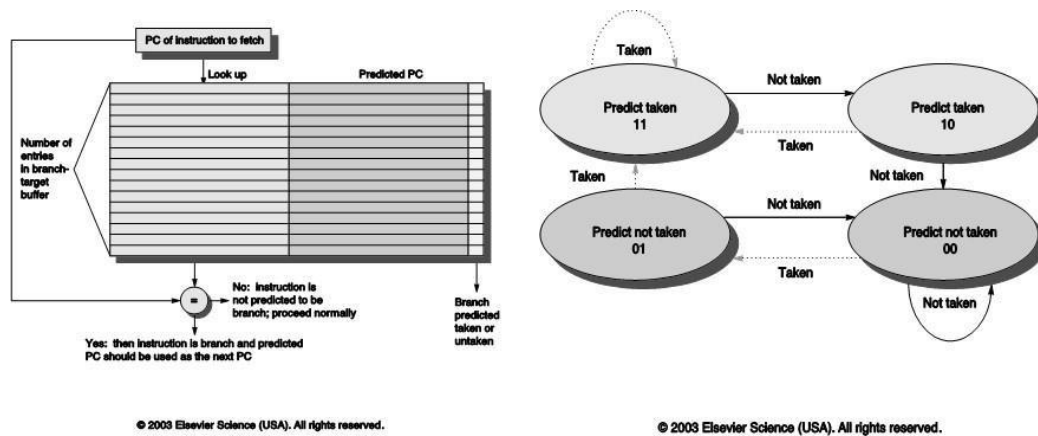 PC of instruction to fetch
Look up
Predicted PC
Number of
entries
in branch-
target
buffer
=
No: instruction is
not predicted to be
branch; proceed normally
Branch
predicted
taken or
untaken
Yes: then instruction is branch and predicted
PC should be used as the next PC
© 2003 Elsevier Science (USA). All rights reserved.
Taken
Not taken
Predict taken
11
Predict taken
10
Taken
Taken
Not taken
Not taken
Predict not taken
01
Predict not taken
00
Taken
Not taken
© 2003 Elsevier Science (USA). All rights reserved.